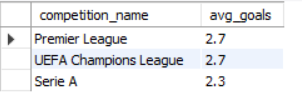 competition_name avg_goals
Premier League 2.7
UEFA Champions League 2.7
Serie A 2.3